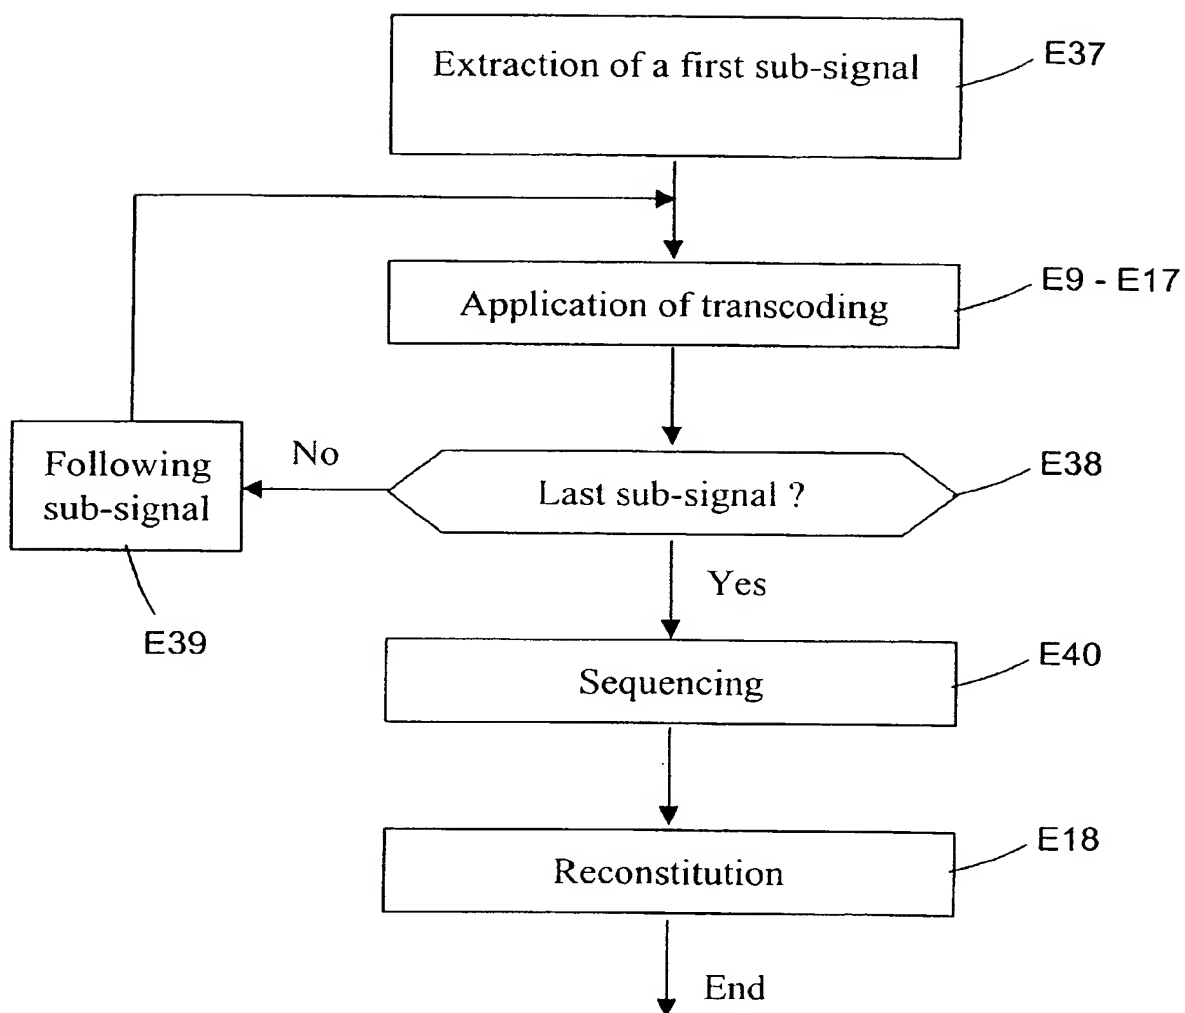 Extraction of a first sub-signal
E37
Application of transcoding
E9 - E17
Last sub-signal ?
E38
No
Following
sub-signal
E39
Yes
Sequencing
E40
Reconstitution
E18
End